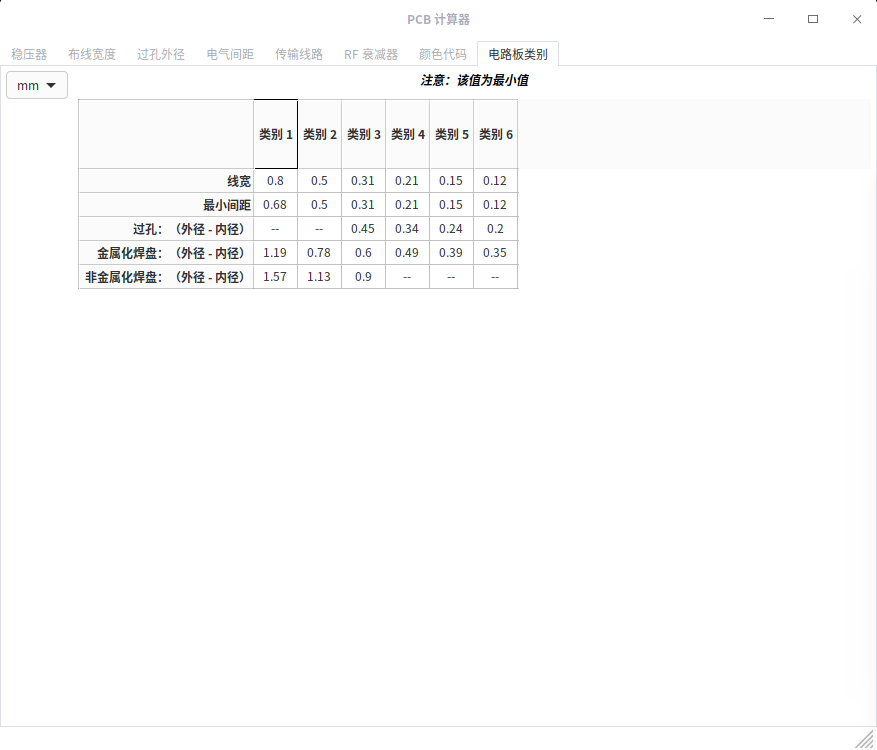 PCB 计算器
稳压器 布线宽度 过孔外径 电气间距 传输线路 RF 衰减器 颜色代码 电路板类别
mm 注意：该值为最小值
类别 1 类别 2 类别 3 类别 4 类别 5 类别 6
线宽 0.8 0.5 0.31 0.21 0.15 0.12
最小间距 0.68 0.5 0.31 0.21 0.15 0.12
过孔：（外径 - 内径） -- -- 0.45 0.34 0.24 0.2
金属化焊盘：（外径 - 内径） 1.19 0.78 0.6 0.49 0.39 0.35
非金属化焊盘：（外径 - 内径） 1.57 1.13 0.9 -- -- --